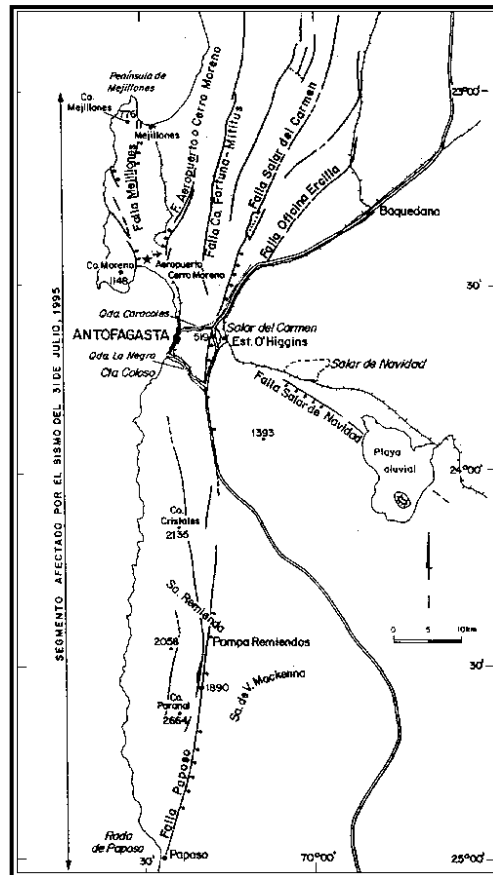 Península de
Mejillones
Co.
Mejillones
776
Mejillones
23°00'
Falla Mejillones
F. Aeropuerto o Cerro Moreno
Falla Co. Fortuna-Mititus
Falla Salar del Carmen
Falla Oficina Ercilla
Baquedano
Co. Moreno
1148
Aeropuerto
Cerro Moreno
30'
Qda. Caracoles
ANTOFAGASTA
519
Salar del Carmen
Est. O'Higgins
Qda. La Negra
Cta. Coloso
Salar de Navidad
Falla Salar de Navidad
1393
Playa
aluvial
24°00'
Co.
Cristales
2135
Sa. Remiendo
0 5 10km
2058
Pampa Remiendos
30'
1890
Sa. de V. Mackenna
Co.
Paranal
2664
Falla Paposo
Rada
de Paposo
Paposo
30'
70°00'
25°00'
SEGMENTO AFECTADO POR EL SISMO DEL 31 DE JULIO, 1995